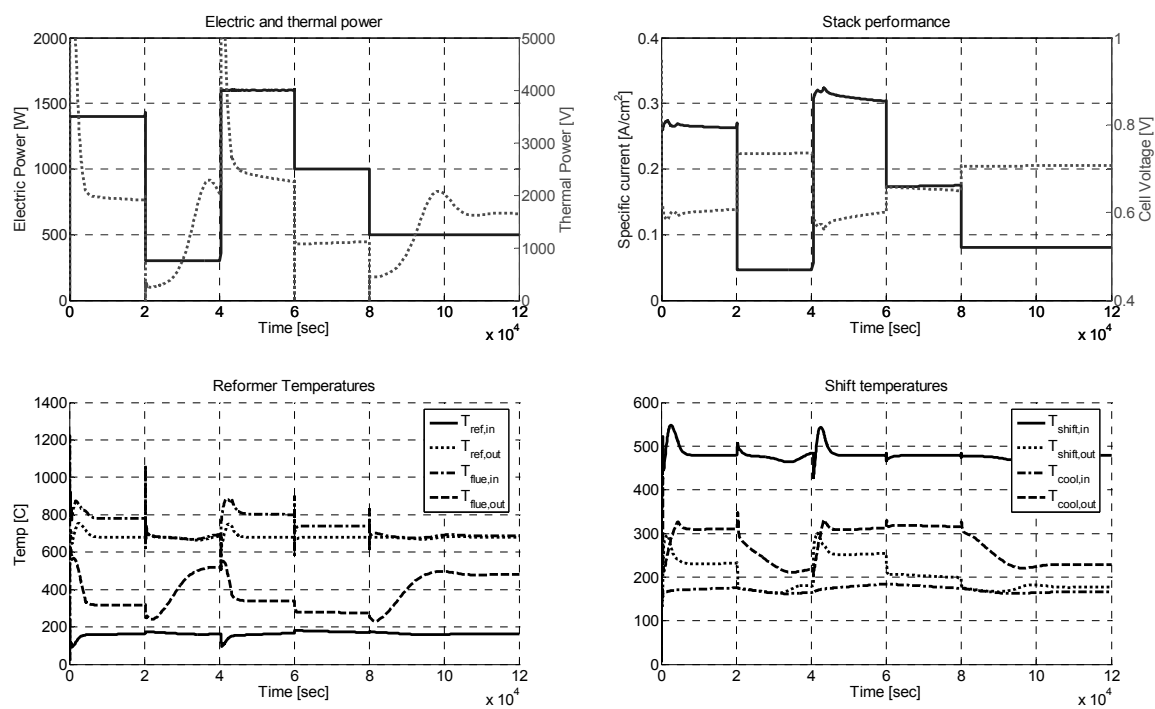 Electric and thermal power
2000
1500
1000
500
0
Electric Power [W]
5000
4000
3000
2000
1000
0
Thermal Power [V]
0 2 4 6 8 10 12
x 10^4
Time [sec]
Stack performance
0.4
0.3
0.2
0.1
0
Specific current [A/cm^2]
1
0.8
0.6
0.4
Cell Voltage [V]
0 2 4 6 8 10 12
x 10^4
Time [sec]
Reformer Temperatures
1400
1200
1000
800
600
400
200
0
Temp [C]
T_ref,in
T_ref,out
T_flue,in
T_flue,out
0 2 4 6 8 10 12
x 10^4
Time [sec]
Shift temperatures
600
500
400
300
200
100
0
T_shift,in
T_shift,out
T_cool,in
T_cool,out
0 2 4 6 8 10 12
x 10^4
Time [sec]